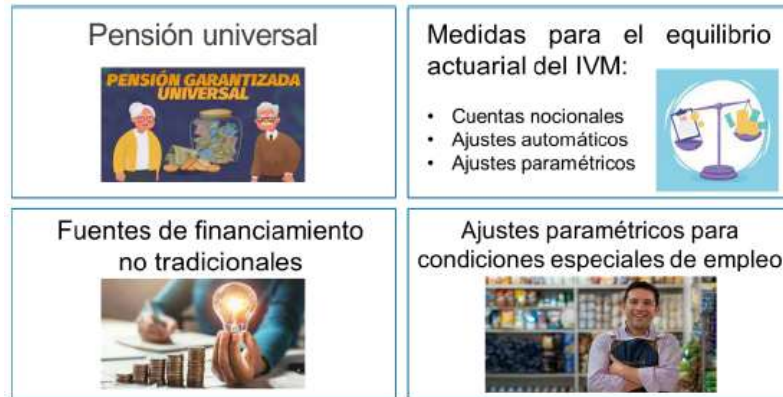 Pensión universal
PENSIÓN GARANTIZADA
UNIVERSAL
Medidas para el equilibrio
actuarial del IVM:
• Cuentas nocionales
• Ajustes automáticos
• Ajustes paramétricos
Fuentes de financiamiento
no tradicionales
Ajustes paramétricos para
condiciones especiales de empleo